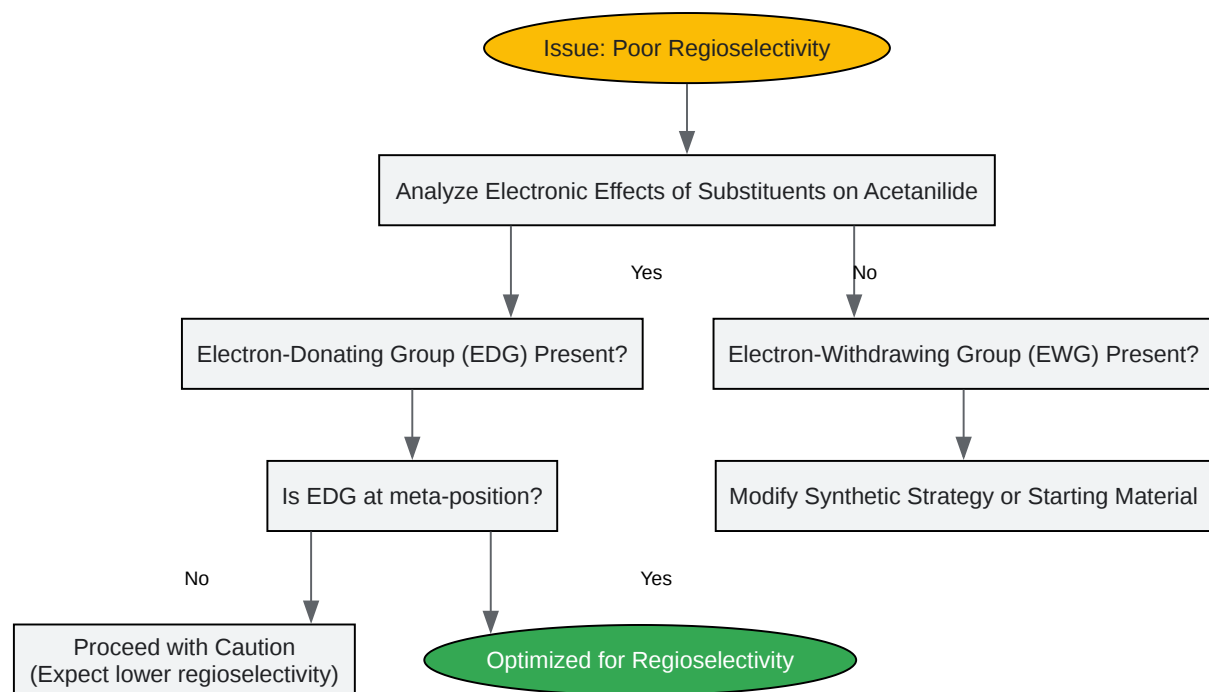 Issue: Poor Regioselectivity
Analyze Electronic Effects of Substituents on Acetanilide
Yes
No
Electron-Donating Group (EDG) Present?
Electron-Withdrawing Group (EWG) Present?
Is EDG at meta-position?
Modify Synthetic Strategy or Starting Material
No
Yes
Proceed with Caution
(Expect lower regioselectivity)
Optimized for Regioselectivity